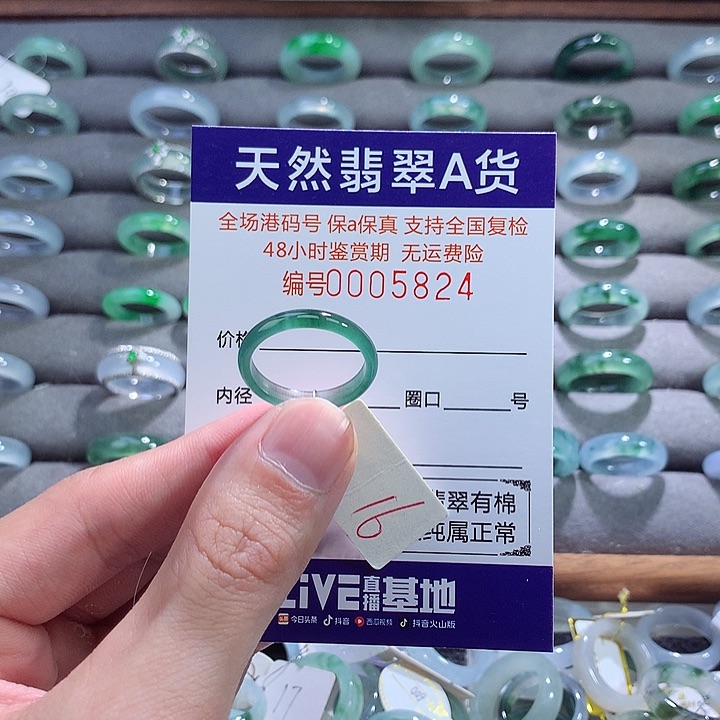 天然翡翠A货
全场港码号 保a保真 支持全国复检
48小时鉴赏期 无运费险
编号0005824
价格
内径 圈口 号
翡翠有棉
纯属正常
16
LiVE直播基地
今日头条 抖音 西瓜视频 抖音火山版
17